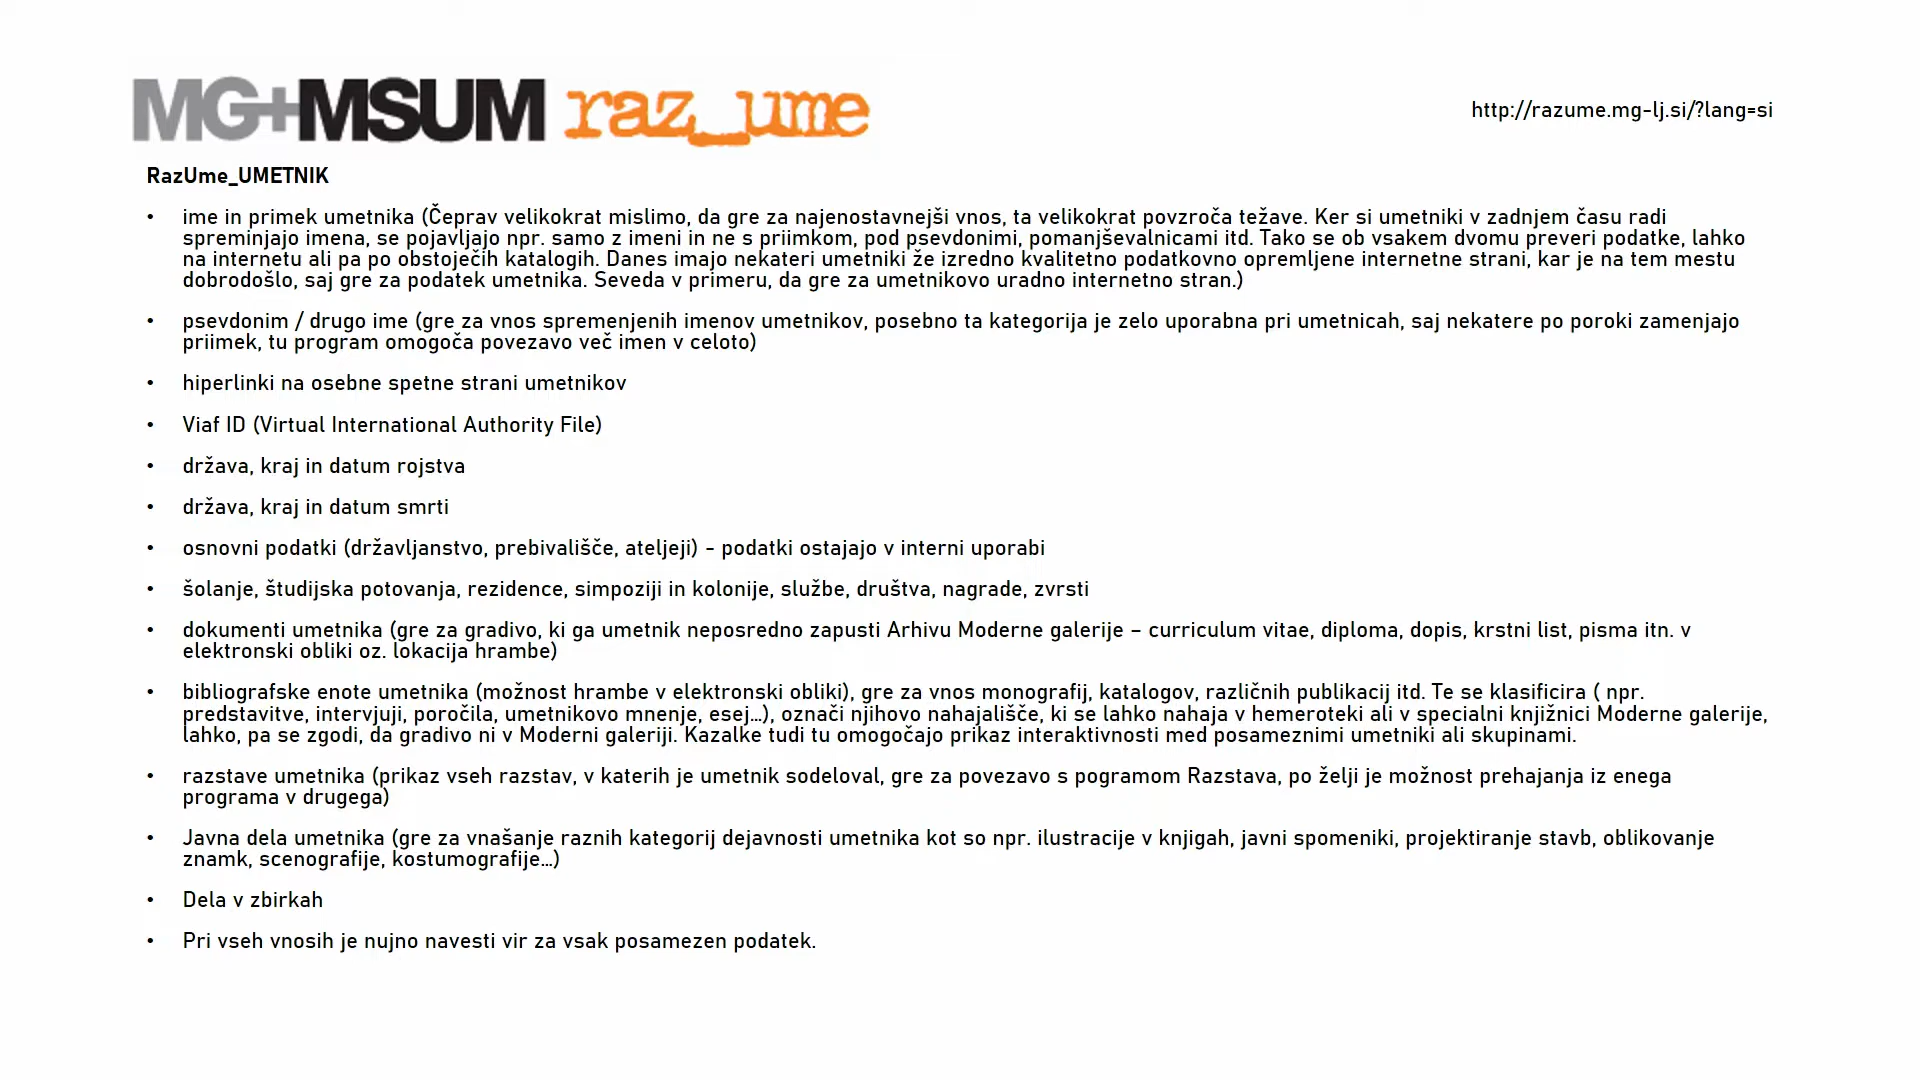 MG+MSUM raz_ume
http://razume.mg-lj.si/?lang=si
RazUme_UMETNIK
• ime in primek umetnika (Čeprav velikokrat mislimo, da gre za najenostavnejši vnos, ta velikokrat povzroča težave. Ker si umetniki v zadnjem času radi
spreminjajo imena, se pojavljajo npr. samo z imeni in ne s priimkom, pod psevdonimi, pomanjševalnicami itd. Tako se ob vsakem dvomu preveri podatke, lahko
na internetu ali pa po obstoječih katalogih. Danes imajo nekateri umetniki že izredno kvalitetno podatkovno opremljene internetne strani, kar je na tem mestu
dobrodošlo, saj gre za podatek umetnika. Seveda v primeru, da gre za umetnikovo uradno internetno stran.)
• psevdonim / drugo ime (gre za vnos spremenjenih imenov umetnikov, posebno ta kategorija je zelo uporabna pri umetnicah, saj nekatere po poroki zamenjajo
priimek, tu program omogoča povezavo več imen v celoto)
• hiperlinki na osebne spetne strani umetnikov
• Viaf ID (Virtual International Authority File)
• država, kraj in datum rojstva
• država, kraj in datum smrti
• osnovni podatki (državljanstvo, prebivališče, ateljeji) - podatki ostajajo v interni uporabi
• šolanje, študijska potovanja, rezidence, simpoziji in kolonije, službe, društva, nagrade, zvrsti
• dokumenti umetnika (gre za gradivo, ki ga umetnik neposredno zapusti Arhivu Moderne galerije – curriculum vitae, diploma, dopis, krstni list, pisma itn. v
elektronski obliki oz. lokacija hrambe)
• bibliografske enote umetnika (možnost hrambe v elektronski obliki), gre za vnos monografij, katalogov, različnih publikacij itd. Te se klasificira ( npr.
predstavitve, intervjuji, poročila, umetnikovo mnenje, esej…), označi njihovo nahajališče, ki se lahko nahaja v hemeroteki ali v specialni knjižnici Moderne galerije,
lahko, pa se zgodi, da gradivo ni v Moderni galeriji. Kazalke tudi tu omogočajo prikaz interaktivnosti med posameznimi umetniki ali skupinami.
• razstave umetnika (prikaz vseh razstav, v katerih je umetnik sodeloval, gre za povezavo s pogramom Razstava, po želji je možnost prehajanja iz enega
programa v drugega)
• Javna dela umetnika (gre za vnašanje raznih kategorij dejavnosti umetnika kot so npr. ilustracije v knjigah, javni spomeniki, projektiranje stavb, oblikovanje
znamk, scenografije, kostumografije…)
• Dela v zbirkah
• Pri vseh vnosih je nujno navesti vir za vsak posamezen podatek.